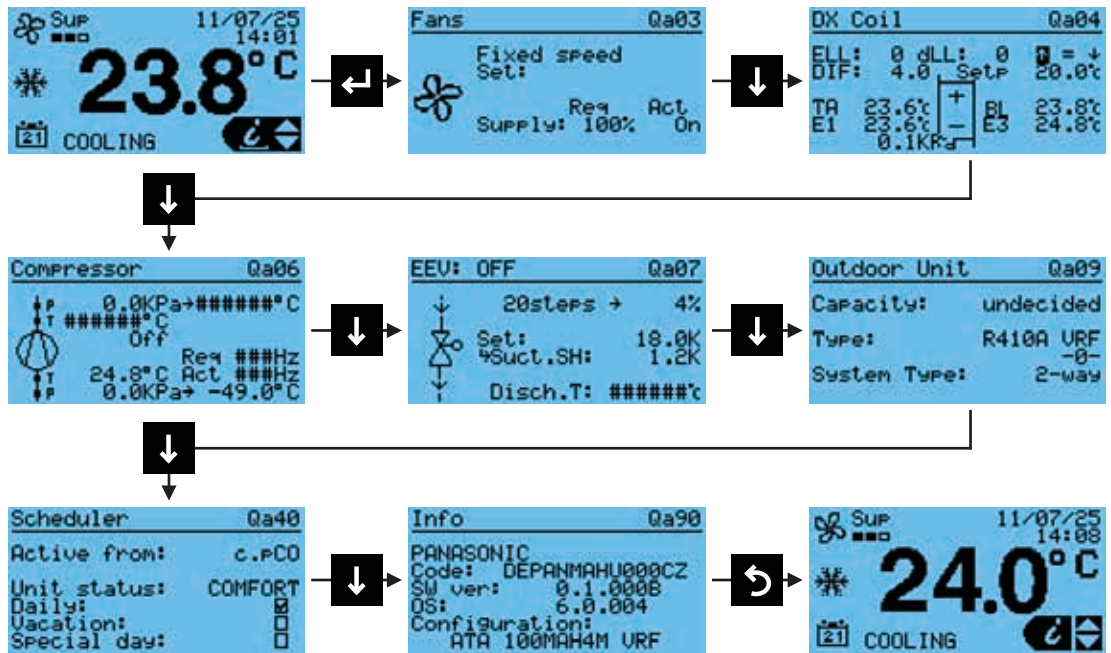 Sup 11/07/25
14:01
23.8°C
21 COOLING i
Fans Qa03
Fixed speed
Set:
Req Act
Supply: 100% On
DX Coil Qa04
ELL: 0 dLL: 0 = ↓
DIF: 4.0 Setp 20.0°c
TA 23.6°c + BL 23.8°c
E1 23.6°c − E3 24.8°c
0.1KPa
Compressor Qa06
P 0.0KPa→######°C
T ######°C
Off
Req ###Hz
T 24.8°C Act ###Hz
P 0.0KPa→ -49.0°C
EEV: OFF Qa07
20steps → 4%
Set: 18.0K
↳Suct.SH: 1.2K
Disch.T: ######°c
Outdoor Unit Qa09
Capacity: undecided
Type: R410A VRF
-0-
System Type: 2-way
Scheduler Qa40
Active from: c.pCO
Unit status: COMFORT
Daily:
Vacation:
Special day:
Info Qa90
PANASONIC
Code: DEPANMAHU000CZ
SW ver: 0.1.000B
OS: 6.0.004
Configuration:
ATA 100MAH4M VRF
Sup 11/07/25
14:08
24.0°C
21 COOLING i